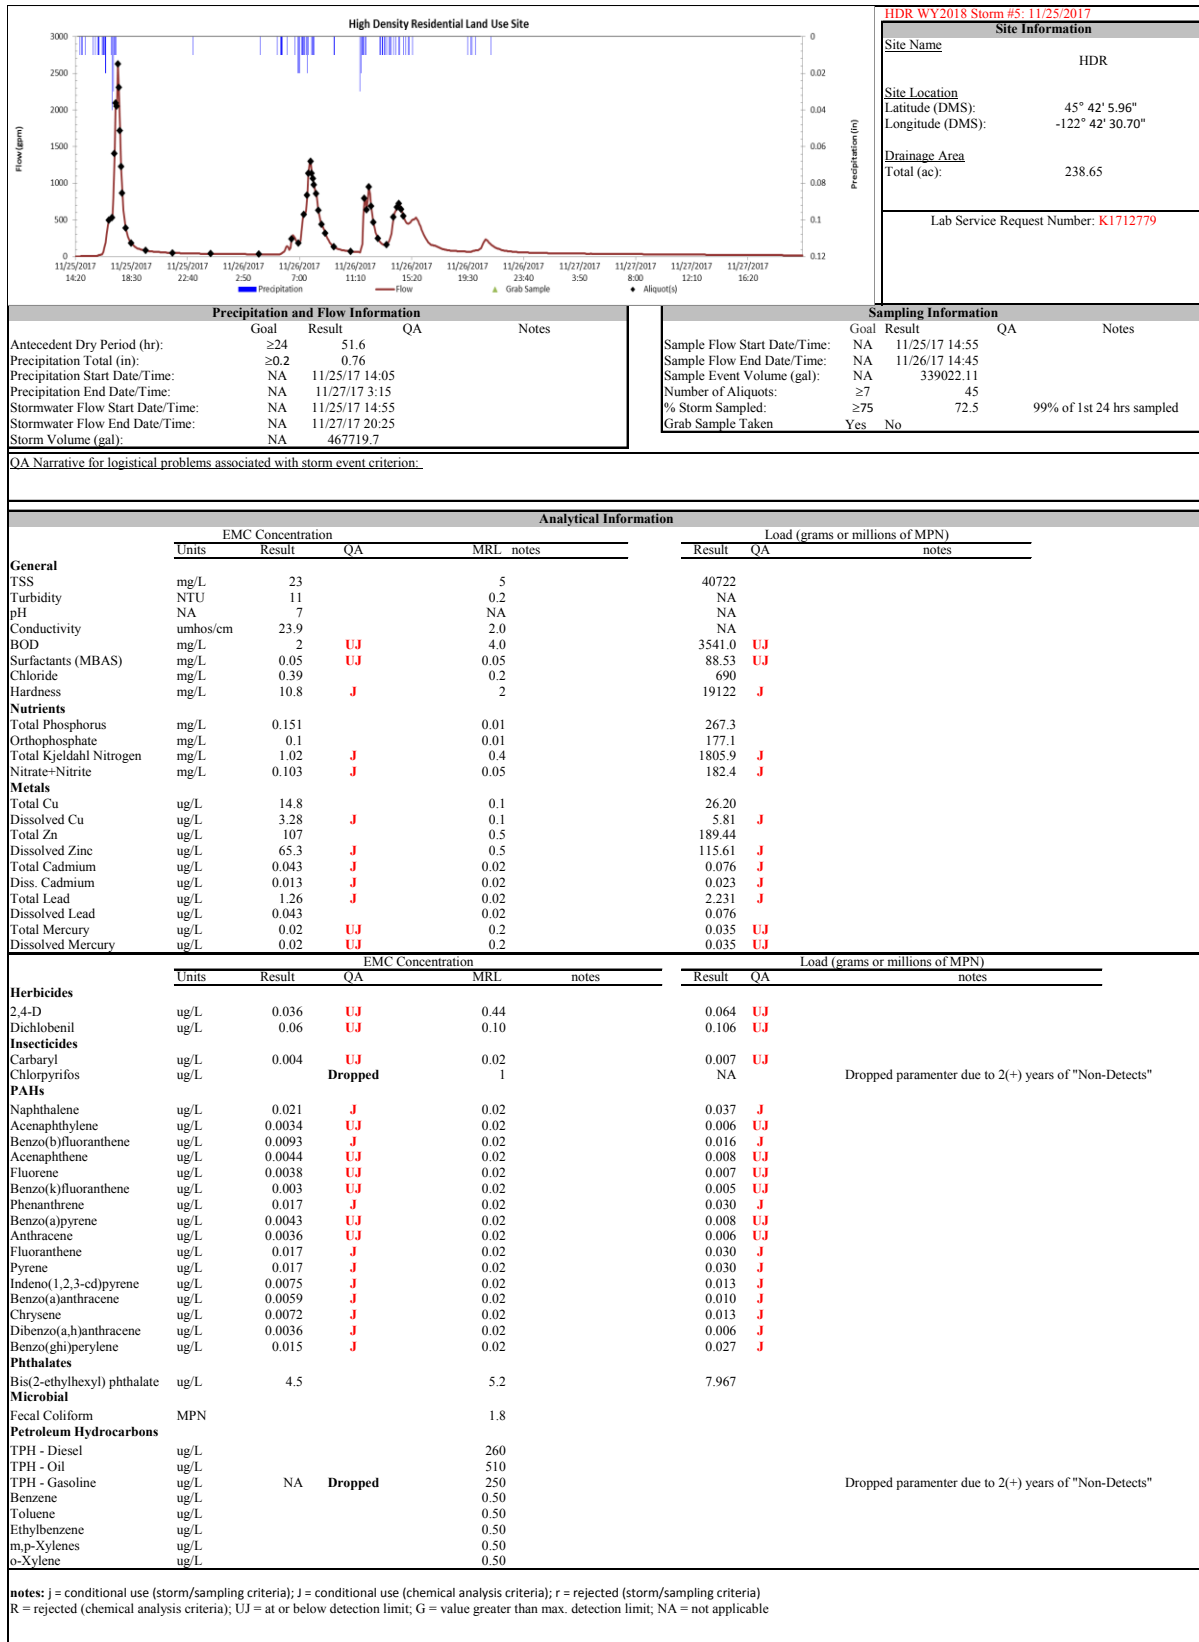 HDR WY2018 Storm #5: 11/25/2017
High Density Residential Land Use Site
3000 2500 2000 1500 1000 500 0
Flow (gpm)
0 0.02 0.04 0.06 0.08 0.1 0.12
Precipitation (in)
11/25/2017 11/25/2017 11/25/2017 11/26/2017 11/26/2017 11/26/2017 11/26/2017 11/26/2017 11/26/2017 11/27/2017 11/27/2017 11/27/2017 11/27/2017
14:20 18:30 22:40 2:50 7:00 11:10 15:20 19:30 23:40 3:50 8:00 12:10 16:20
Precipitation Flow Grab Sample Aliquot(s)
Site Information
Site Name
HDR
Site Location
Latitude (DMS): 45° 42' 5.96"
Longitude (DMS): -122° 42' 30.70"
Drainage Area
Total (ac): 238.65
Lab Service Request Number: K1712779
Precipitation and Flow Information
Goal Result QA Notes
Antecedent Dry Period (hr): ≥24 51.6
Precipitation Total (in): ≥0.2 0.76
Precipitation Start Date/Time: NA 11/25/17 14:05
Precipitation End Date/Time: NA 11/27/17 3:15
Stormwater Flow Start Date/Time: NA 11/25/17 14:55
Stormwater Flow End Date/Time: NA 11/27/17 20:25
Storm Volume (gal): NA 467719.7
Sampling Information
Goal Result QA Notes
Sample Flow Start Date/Time: NA 11/25/17 14:55
Sample Flow End Date/Time: NA 11/26/17 14:45
Sample Event Volume (gal): NA 339022.11
Number of Aliquots: ≥7 45
% Storm Sampled: ≥75 72.5 99% of 1st 24 hrs sampled
Grab Sample Taken Yes No
QA Narrative for logistical problems associated with storm event criterion:
Analytical Information
EMC Concentration Load (grams or millions of MPN)
Units Result QA MRL notes Result QA notes
General
TSS mg/L 23 5 40722
Turbidity NTU 11 0.2 NA
pH NA 7 NA NA
Conductivity umhos/cm 23.9 2.0 NA
BOD mg/L 2 UJ 4.0 3541.0 UJ
Surfactants (MBAS) mg/L 0.05 UJ 0.05 88.53 UJ
Chloride mg/L 0.39 0.2 690
Hardness mg/L 10.8 J 2 19122 J
Nutrients
Total Phosphorus mg/L 0.151 0.01 267.3
Orthophosphate mg/L 0.1 0.01 177.1
Total Kjeldahl Nitrogen mg/L 1.02 J 0.4 1805.9 J
Nitrate+Nitrite mg/L 0.103 J 0.05 182.4 J
Metals
Total Cu ug/L 14.8 0.1 26.20
Dissolved Cu ug/L 3.28 J 0.1 5.81 J
Total Zn ug/L 107 0.5 189.44
Dissolved Zinc ug/L 65.3 J 0.5 115.61 J
Total Cadmium ug/L 0.043 J 0.02 0.076 J
Diss. Cadmium ug/L 0.013 J 0.02 0.023 J
Total Lead ug/L 1.26 J 0.02 2.231 J
Dissolved Lead ug/L 0.043 0.02 0.076
Total Mercury ug/L 0.02 UJ 0.2 0.035 UJ
Dissolved Mercury ug/L 0.02 UJ 0.2 0.035 UJ
EMC Concentration Load (grams or millions of MPN)
Units Result QA MRL notes Result QA notes
Herbicides
2,4-D ug/L 0.036 UJ 0.44 0.064 UJ
Dichlobenil ug/L 0.06 UJ 0.10 0.106 UJ
Insecticides
Carbaryl ug/L 0.004 UJ 0.02 0.007 UJ
Chlorpyrifos ug/L Dropped 1 NA Dropped paramenter due to 2(+) years of "Non-Detects"
PAHs
Naphthalene ug/L 0.021 J 0.02 0.037 J
Acenaphthylene ug/L 0.0034 UJ 0.02 0.006 UJ
Benzo(b)fluoranthene ug/L 0.0093 J 0.02 0.016 J
Acenaphthene ug/L 0.0044 UJ 0.02 0.008 UJ
Fluorene ug/L 0.0038 UJ 0.02 0.007 UJ
Benzo(k)fluoranthene ug/L 0.003 UJ 0.02 0.005 UJ
Phenanthrene ug/L 0.017 J 0.02 0.030 J
Benzo(a)pyrene ug/L 0.0043 UJ 0.02 0.008 UJ
Anthracene ug/L 0.0036 UJ 0.02 0.006 UJ
Fluoranthene ug/L 0.017 J 0.02 0.030 J
Pyrene ug/L 0.017 J 0.02 0.030 J
Indeno(1,2,3-cd)pyrene ug/L 0.0075 J 0.02 0.013 J
Benzo(a)anthracene ug/L 0.0059 J 0.02 0.010 J
Chrysene ug/L 0.0072 J 0.02 0.013 J
Dibenzo(a,h)anthracene ug/L 0.0036 J 0.02 0.006 J
Benzo(ghi)perylene ug/L 0.015 J 0.02 0.027 J
Phthalates
Bis(2-ethylhexyl) phthalate ug/L 4.5 5.2 7.967
Microbial
Fecal Coliform MPN 1.8
Petroleum Hydrocarbons
TPH - Diesel ug/L 260
TPH - Oil ug/L 510
TPH - Gasoline ug/L NA Dropped 250 Dropped paramenter due to 2(+) years of "Non-Detects"
Benzene ug/L 0.50
Toluene ug/L 0.50
Ethylbenzene ug/L 0.50
m,p-Xylenes ug/L 0.50
o-Xylene ug/L 0.50
notes: j = conditional use (storm/sampling criteria); J = conditional use (chemical analysis criteria); r = rejected (storm/sampling criteria)
R = rejected (chemical analysis criteria); UJ = at or below detection limit; G = value greater than max. detection limit; NA = not applicable